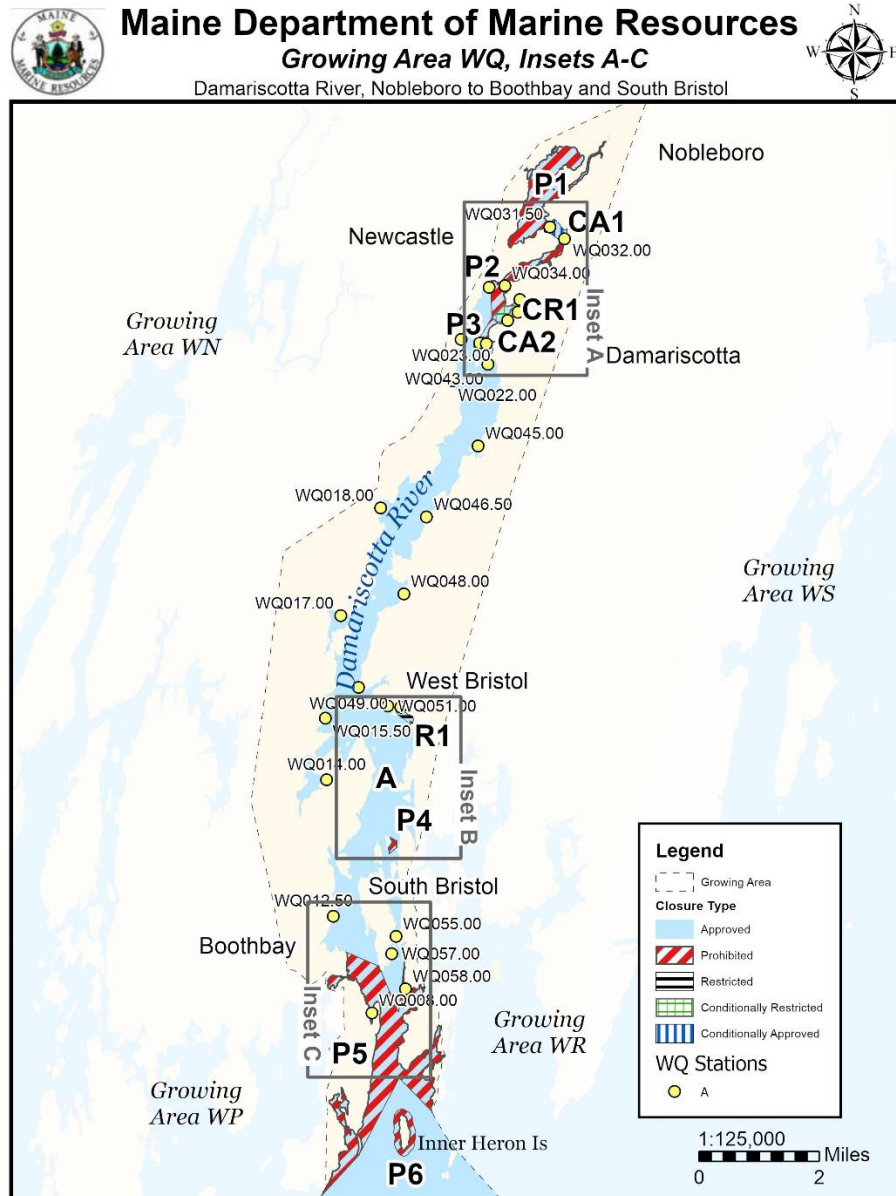 Maine Department of Marine Resources
Growing Area WQ, Insets A-C
Damariscotta River, Nobleboro to Boothbay and South Bristol
MAINE
MARINE RESOURCES
N
W
E
S
Nobleboro
P1
WQ031.50
CA1
Newcastle
WQ032.00
P2
WQ034.00
CR1
Inset A
Growing
Area WN
P3
CA2
WQ023.00
Damariscotta
WQ043.00
WQ022.00
WQ045.00
WQ018.00
WQ046.50
Damariscotta River
Growing
Area WS
WQ048.00
WQ017.00
West Bristol
WQ049.00
WQ051.00
WQ015.50
R1
WQ014.00
A
Inset B
P4
South Bristol
WQ012.50
WQ055.00
Boothbay
WQ057.00
WQ058.00
WQ008.00
Inset C
Growing
Area WR
P5
Growing
Area WP
Inner Heron Is
P6
Legend
Growing Area
Closure Type
Approved
Prohibited
Restricted
Conditionally Restricted
Conditionally Approved
WQ Stations
A
1:125,000
Miles
0
2